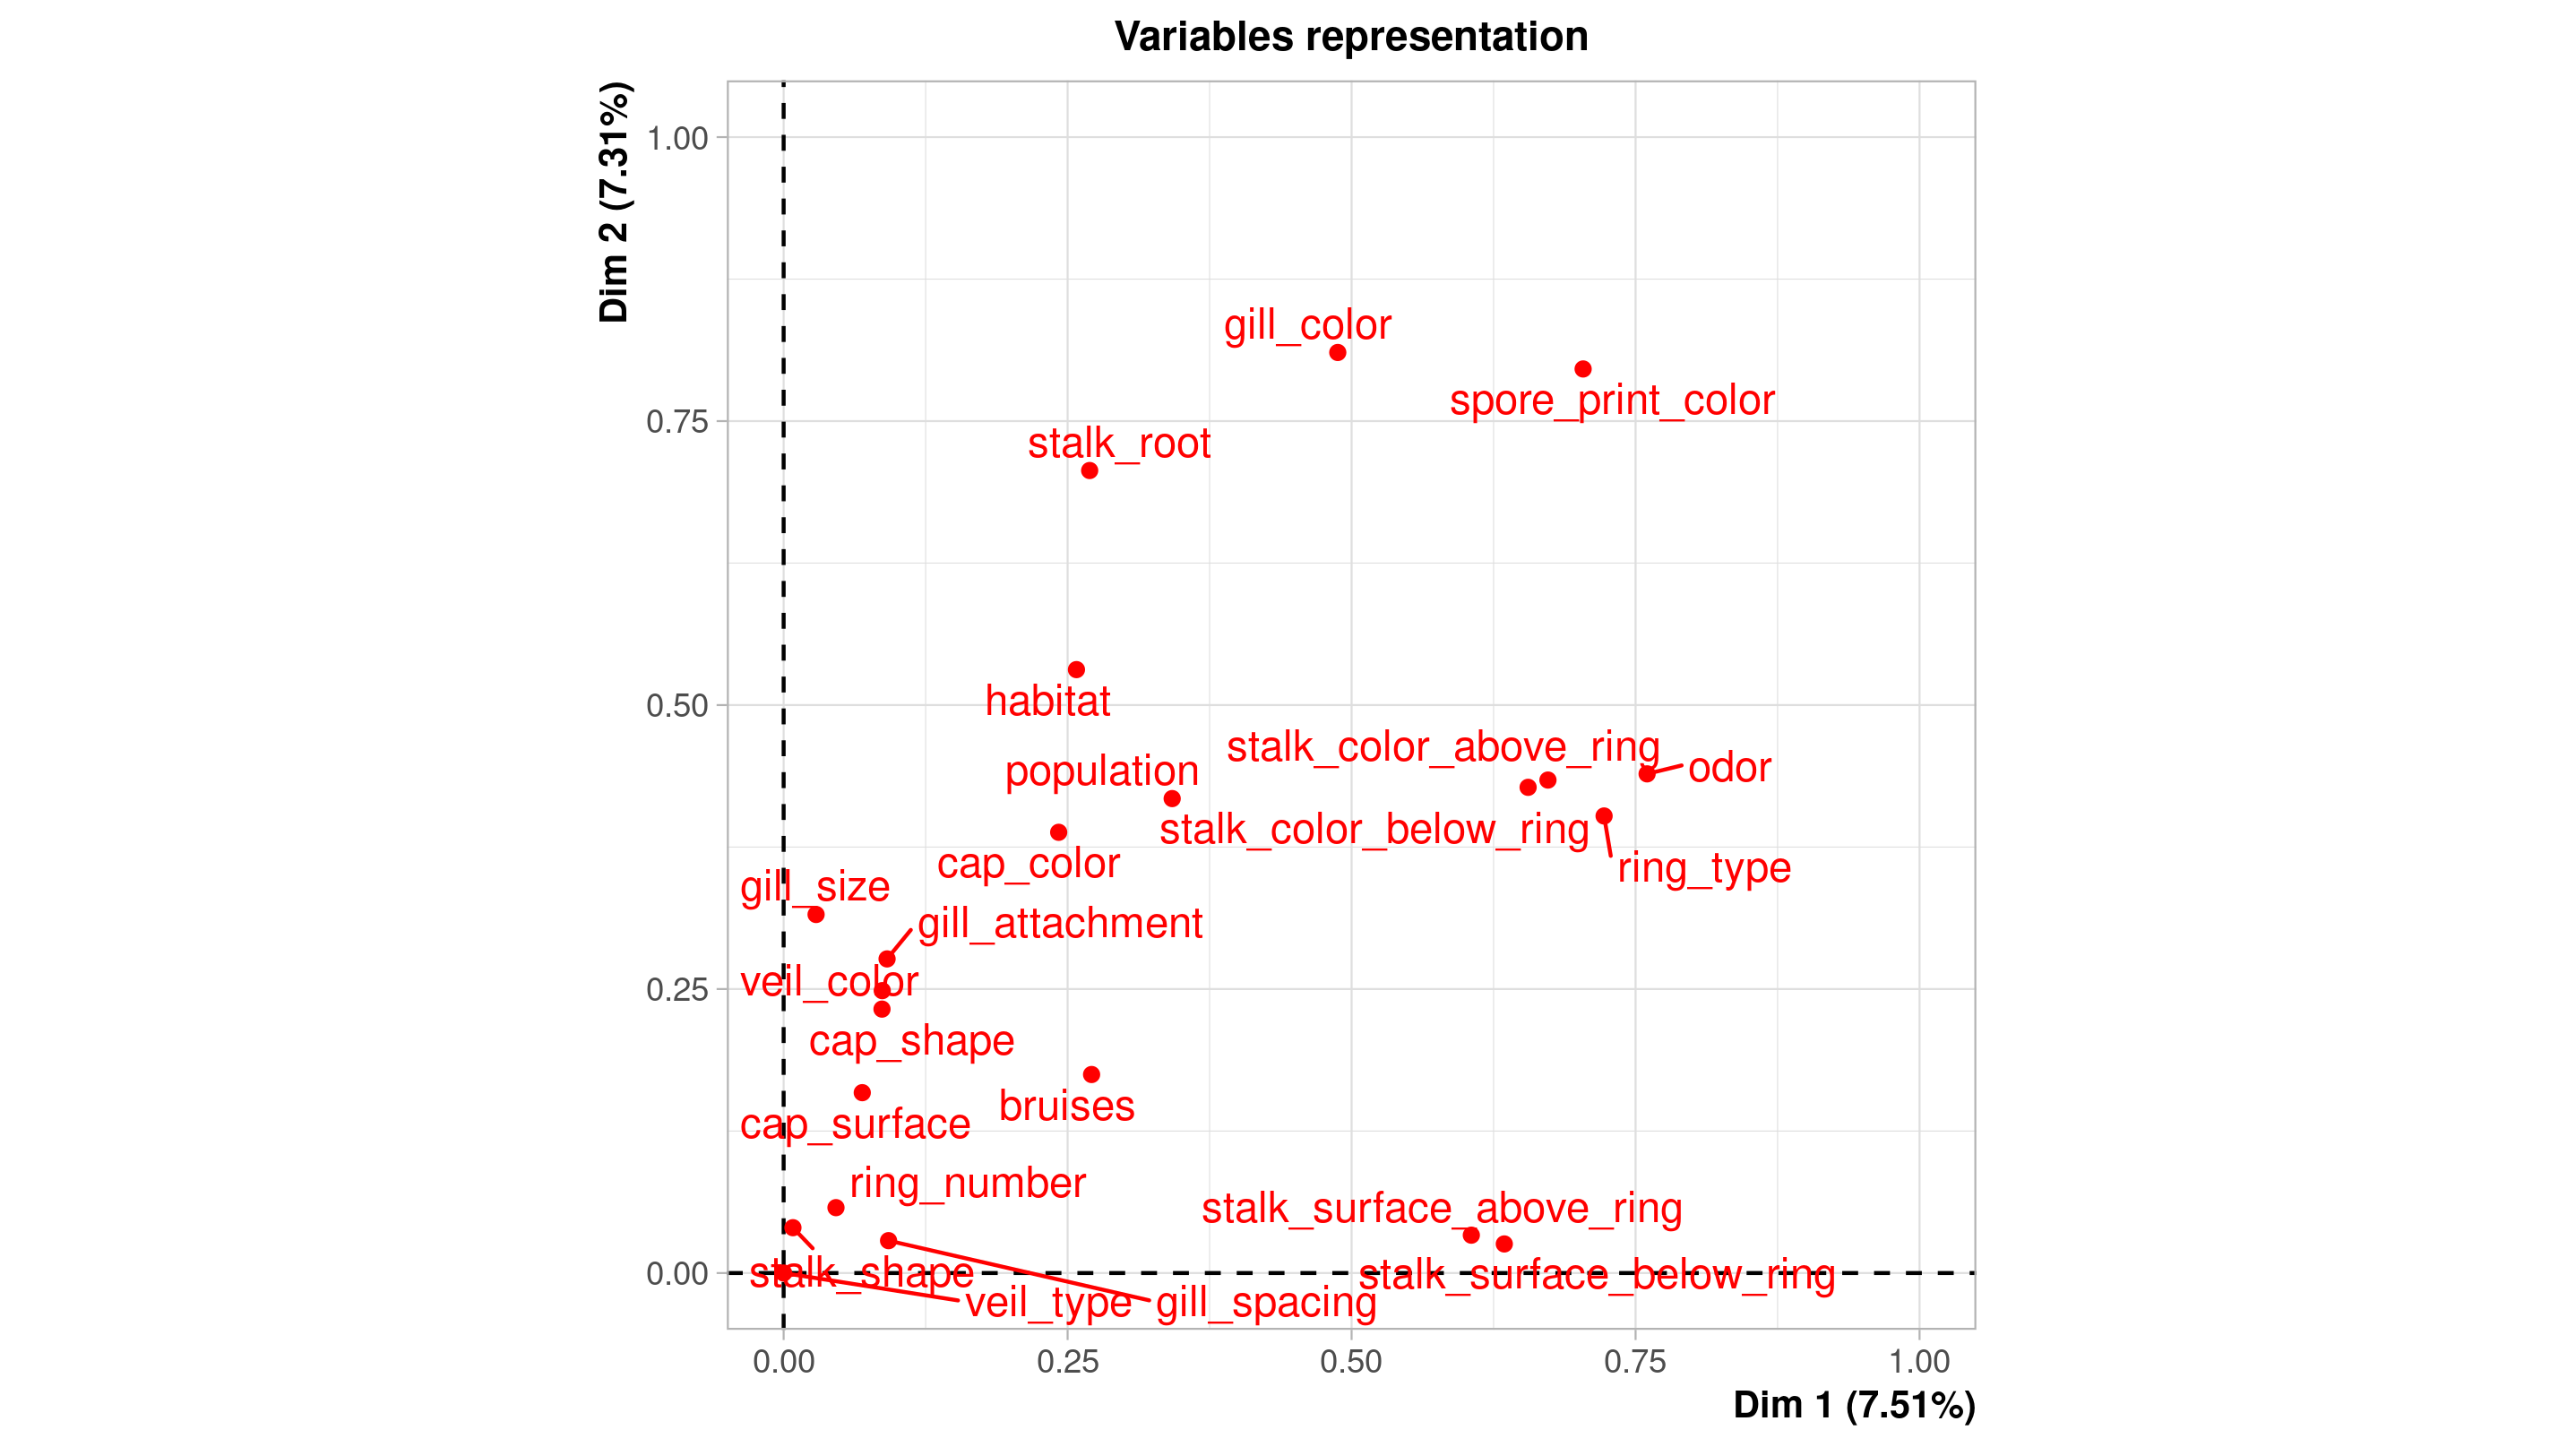 Variables representation
Dim 2 (7.31%)
1.00
gill_color
spore_print_color
0.75
stalk_root
habitat
0.50
stalk_color_above_ring
odor
population
stalk_color_below_ring
cap_color
ring_type
gill_size
gill_attachment
veil_color
0.25
cap_shape
bruises
cap_surface
ring_number
stalk_surface_above_ring
0.00
stalk_shape
stalk_surface_below_ring
veil_type
gill_spacing
0.00
0.25
0.50
0.75
1.00
Dim 1 (7.51%)